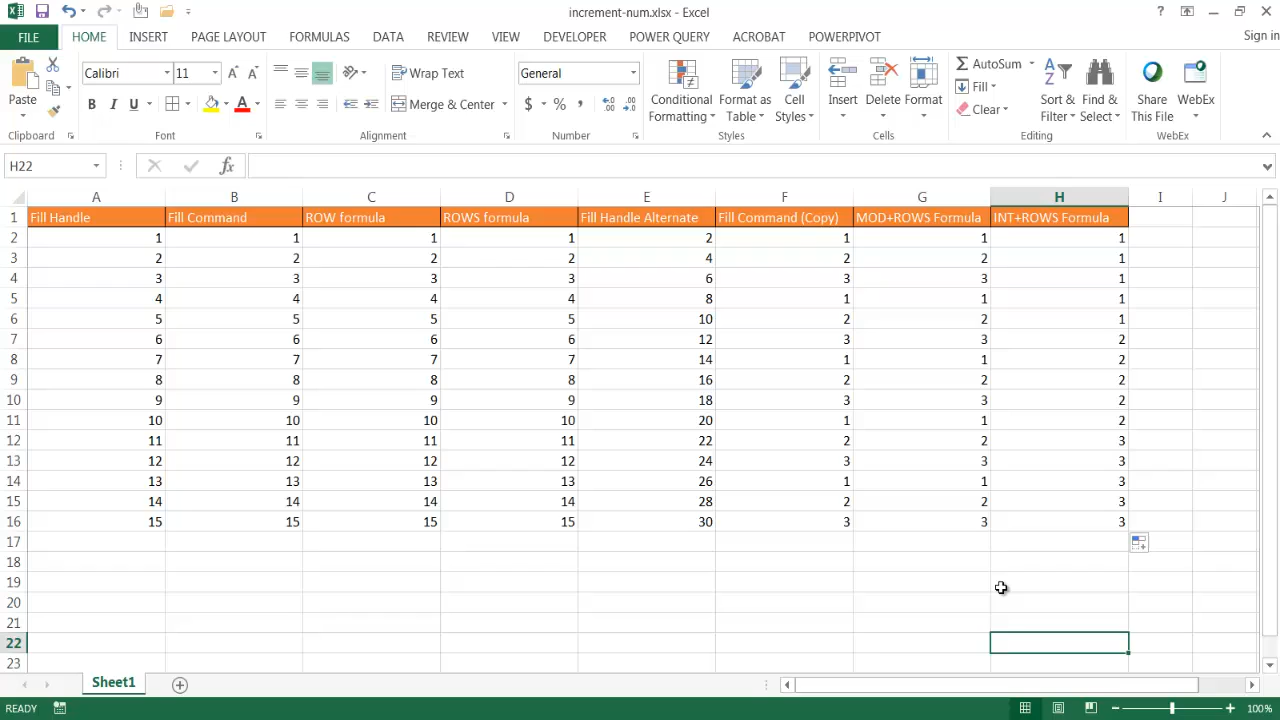 increment-num.xlsx - Excel
?
FILE HOME INSERT PAGE LAYOUT FORMULAS DATA REVIEW VIEW DEVELOPER POWER QUERY ACROBAT POWERPIVOT Sign in
Calibri 11 Wrap Text General AutoSum
Paste B I U A Merge & Center $ % Conditional Formatting Format as Table Cell Styles Insert Delete Format Fill Clear Sort & Filter Find & Select Share This File WebEx
Clipboard Font Alignment Number Styles Cells Editing WebEx
H22 fx
A B C D E F G H I J
1 Fill Handle Fill Command ROW formula ROWS formula Fill Handle Alternate Fill Command (Copy) MOD+ROWS Formula INT+ROWS Formula
2 1 1 1 1 2 1 1 1
3 2 2 2 2 4 2 2 1
4 3 3 3 3 6 3 3 1
5 4 4 4 4 8 1 1 1
6 5 5 5 5 10 2 2 1
7 6 6 6 6 12 3 3 2
8 7 7 7 7 14 1 1 2
9 8 8 8 8 16 2 2 2
10 9 9 9 9 18 3 3 2
11 10 10 10 10 20 1 1 2
12 11 11 11 11 22 2 2 3
13 12 12 12 12 24 3 3 3
14 13 13 13 13 26 1 1 3
15 14 14 14 14 28 2 2 3
16 15 15 15 15 30 3 3 3
17
18
19
20
21
22
23
Sheet1
READY 100%